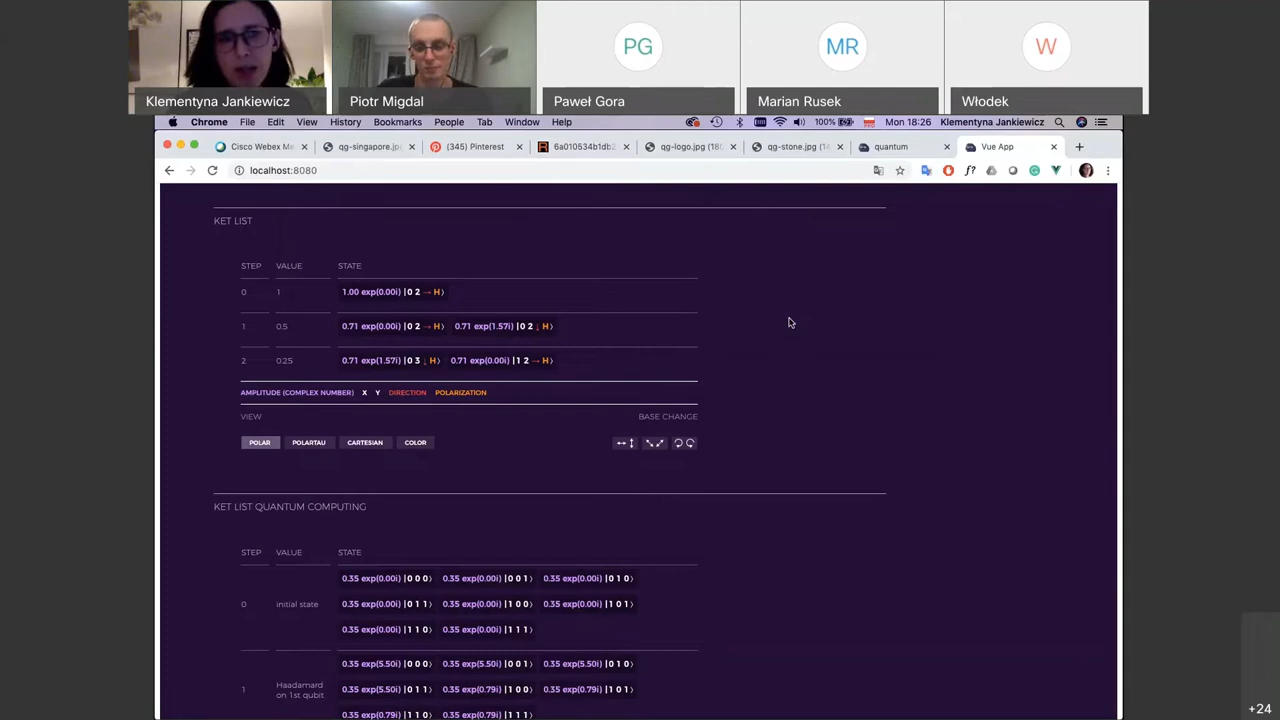 PG
MR
W
Klementyna Jankiewicz
Piotr Migdal
Paweł Gora
Marian Rusek
Włodek
Chrome File Edit View History Bookmarks People Tab Window Help 100% Mon 18:26 Klementyna Jankiewicz
Cisco Webex Me qg-singapore.jp (345) Pinterest 6a010534b1db2 qg-logo.jpg (180 qg-stone.jpg (14 quantum Vue App
localhost:8080 f?
KET LIST
STEP VALUE STATE
0 1 1.00 exp(0.00i) |0 2 → H⟩
1 0.5 0.71 exp(0.00i) |0 2 → H⟩ 0.71 exp(1.57i) |0 2 ↓ H⟩
2 0.25 0.71 exp(1.57i) |0 3 ↓ H⟩ 0.71 exp(0.00i) |1 2 → H⟩
AMPLITUDE (COMPLEX NUMBER) X Y DIRECTION POLARIZATION
VIEW BASE CHANGE
POLAR POLARTAU CARTESIAN COLOR
KET LIST QUANTUM COMPUTING
STEP VALUE STATE
0.35 exp(0.00i) |0 0 0⟩ 0.35 exp(0.00i) |0 0 1⟩ 0.35 exp(0.00i) |0 1 0⟩
0 initial state 0.35 exp(0.00i) |0 1 1⟩ 0.35 exp(0.00i) |1 0 0⟩ 0.35 exp(0.00i) |1 0 1⟩
0.35 exp(0.00i) |1 1 0⟩ 0.35 exp(0.00i) |1 1 1⟩
0.35 exp(5.50i) |0 0 0⟩ 0.35 exp(5.50i) |0 0 1⟩ 0.35 exp(5.50i) |0 1 0⟩
1 Haadamard on 1st qubit 0.35 exp(5.50i) |0 1 1⟩ 0.35 exp(0.79i) |1 0 0⟩ 0.35 exp(0.79i) |1 0 1⟩
0.35 exp(0.79i) |1 1 0⟩ 0.35 exp(0.79i) |1 1 1⟩
+24